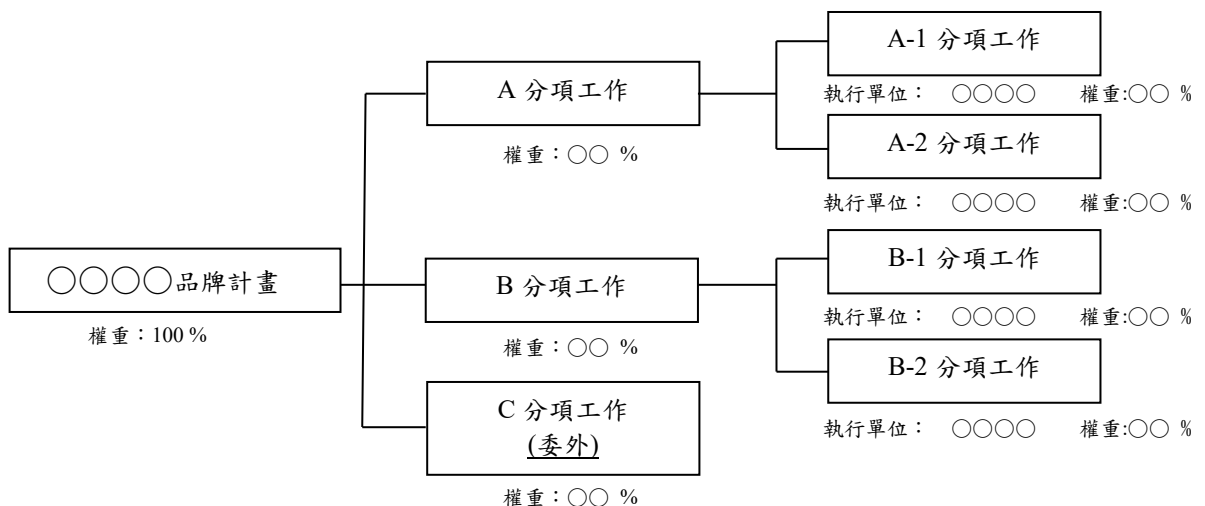 ○○○○品牌計畫
權重：100 %
A 分項工作
權重：○○ %
A-1 分項工作
執行單位： ○○○○ 權重:○○ %
A-2 分項工作
執行單位： ○○○○ 權重:○○ %
B 分項工作
權重：○○ %
B-1 分項工作
執行單位： ○○○○ 權重:○○ %
B-2 分項工作
執行單位： ○○○○ 權重:○○ %
C 分項工作
(委外)
權重：○○ %